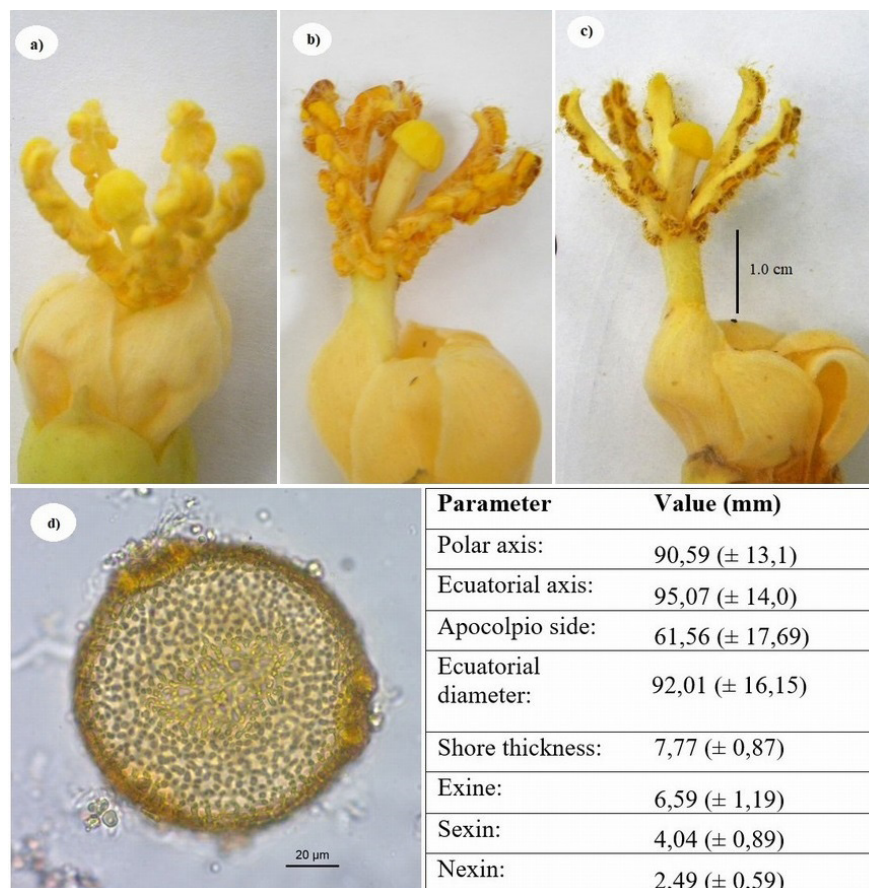 a)
b)
c)
1.0 cm
d)
20 µm
Parameter Value (mm)
Polar axis: 90,59 (± 13,1)
Ecuatorial axis: 95,07 (± 14,0)
Apocolpio side: 61,56 (± 17,69)
Ecuatorial
diameter: 92,01 (± 16,15)
Shore thickness: 7,77 (± 0,87)
Exine: 6,59 (± 1,19)
Sexin: 4,04 (± 0,89)
Nexin: 2,49 (± 0,59)